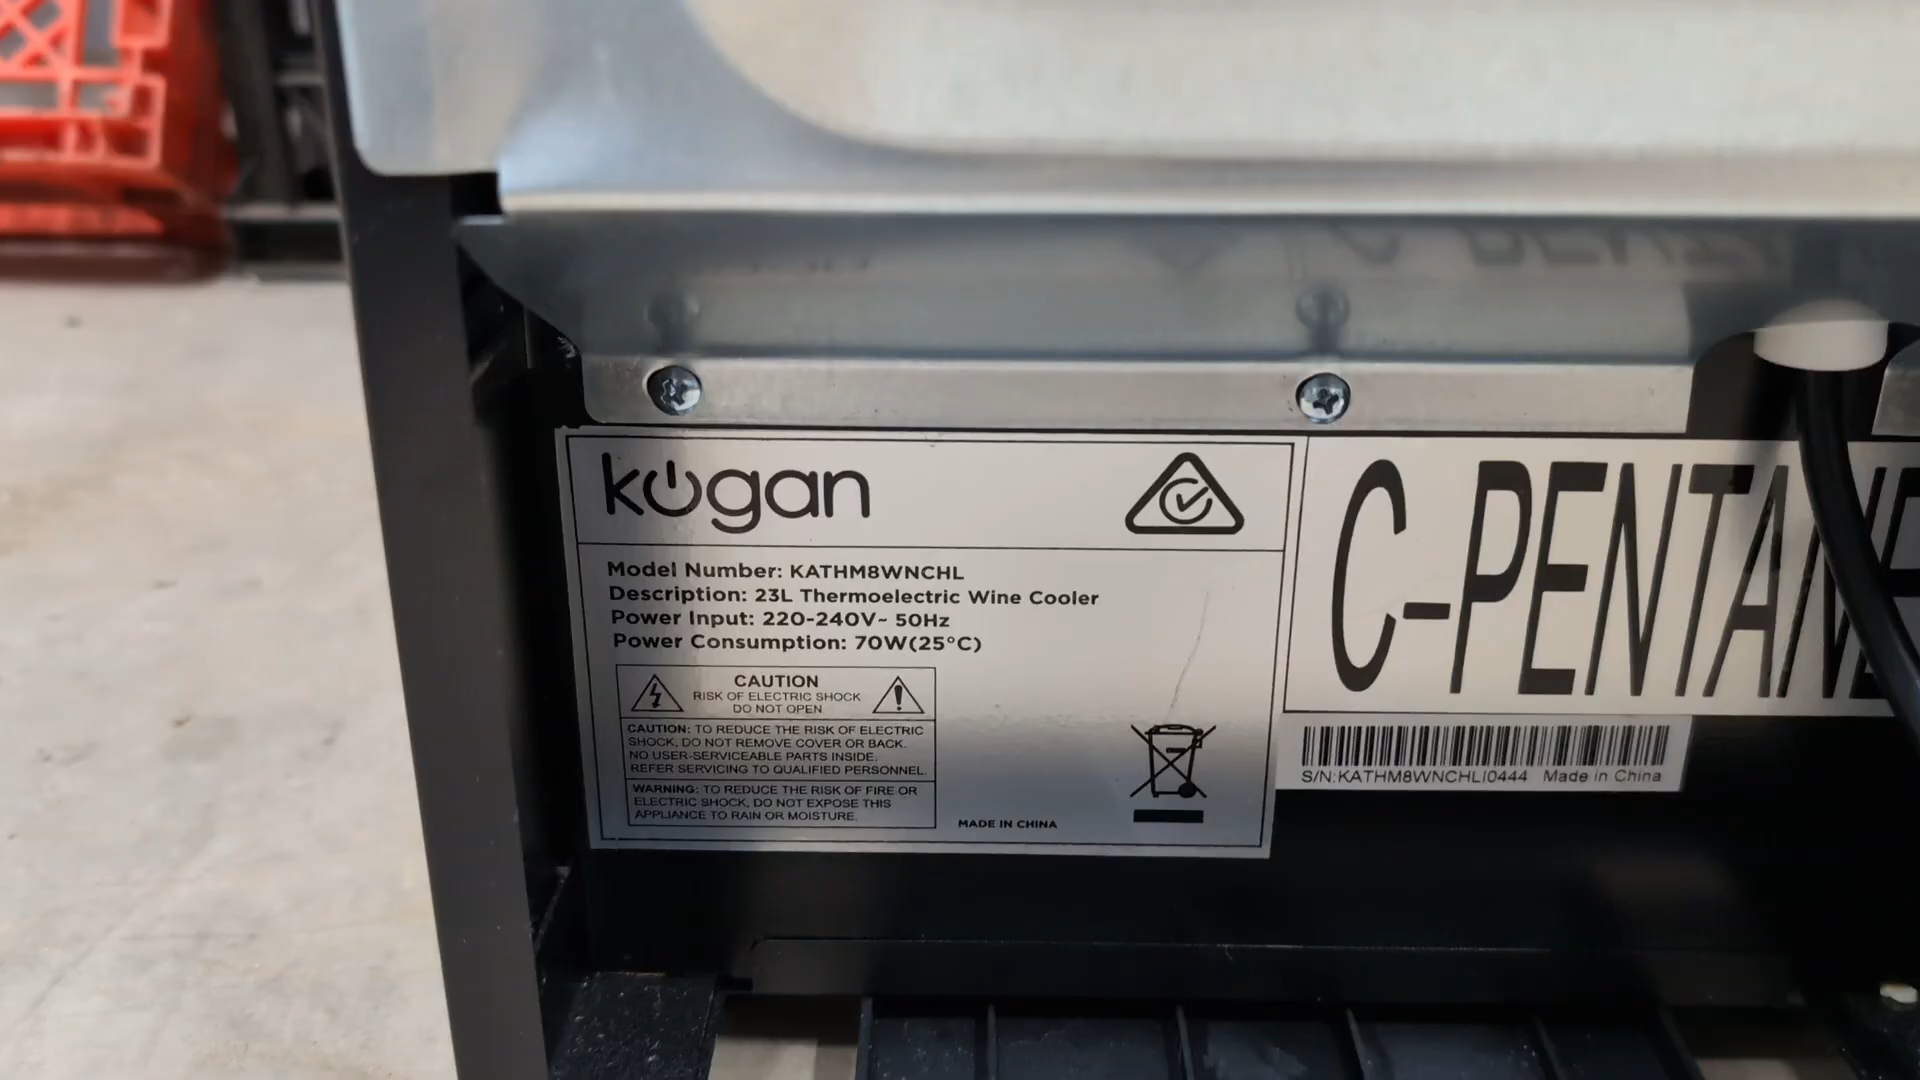 kogan
Model Number: KATHM8WNCHL
Description: 23L Thermoelectric Wine Cooler
Power Input: 220-240V~ 50Hz
Power Consumption: 70W(25°C)
CAUTION
RISK OF ELECTRIC SHOCK
DO NOT OPEN
CAUTION: TO REDUCE THE RISK OF ELECTRIC
SHOCK, DO NOT REMOVE COVER OR BACK.
NO USER-SERVICEABLE PARTS INSIDE.
REFER SERVICING TO QUALIFIED PERSONNEL.
WARNING: TO REDUCE THE RISK OF FIRE OR
ELECTRIC SHOCK, DO NOT EXPOSE THIS
APPLIANCE TO RAIN OR MOISTURE.
MADE IN CHINA
C-PENTANE
S/N:KATHM8WNCHLI0444 Made in China